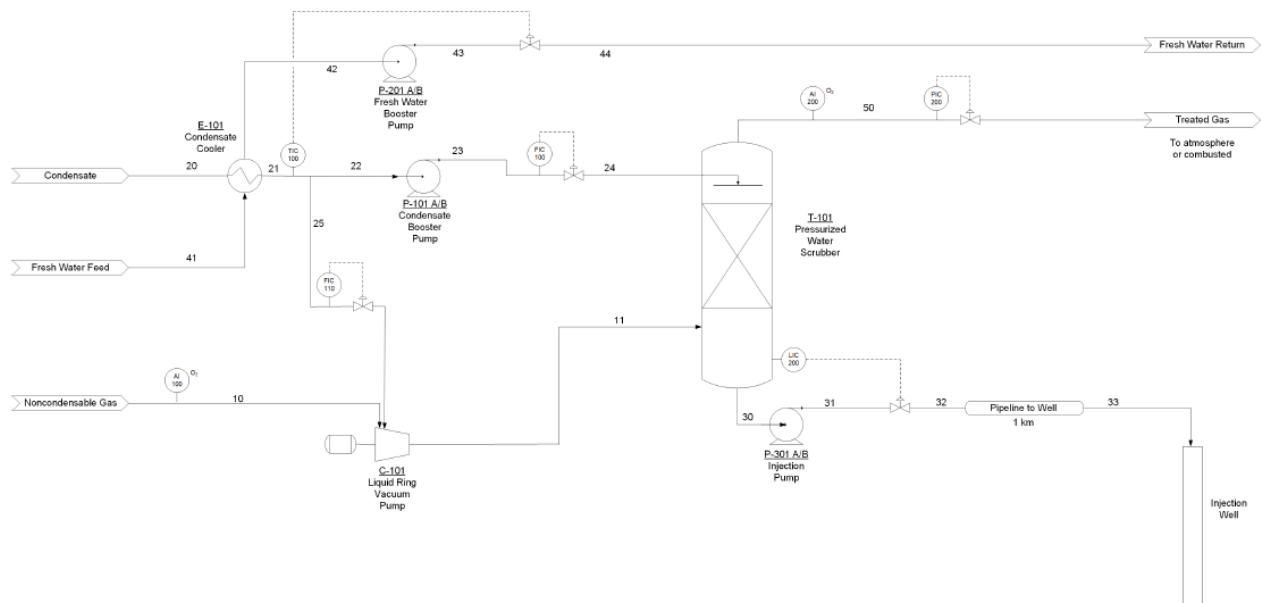 43
44
Fresh Water Return
42
P-201 A/B
Fresh Water
Booster
Pump
AI
200
O₂
50
PIC
200
Treated Gas
To atmosphere
or combusted
E-101
Condensate
Cooler
TIC
100
FIC
100
Condensate
20
21
22
23
24
P-101 A/B
Condensate
Booster
Pump
25
T-101
Pressurized
Water
Scrubber
Fresh Water Feed
41
FIC
110
11
LIC
200
AI
100
O₂
Noncondensable Gas
10
C-101
Liquid Ring
Vacuum
Pump
30
31
32
Pipeline to Well
1 km
33
P-301 A/B
Injection
Pump
Injection
Well